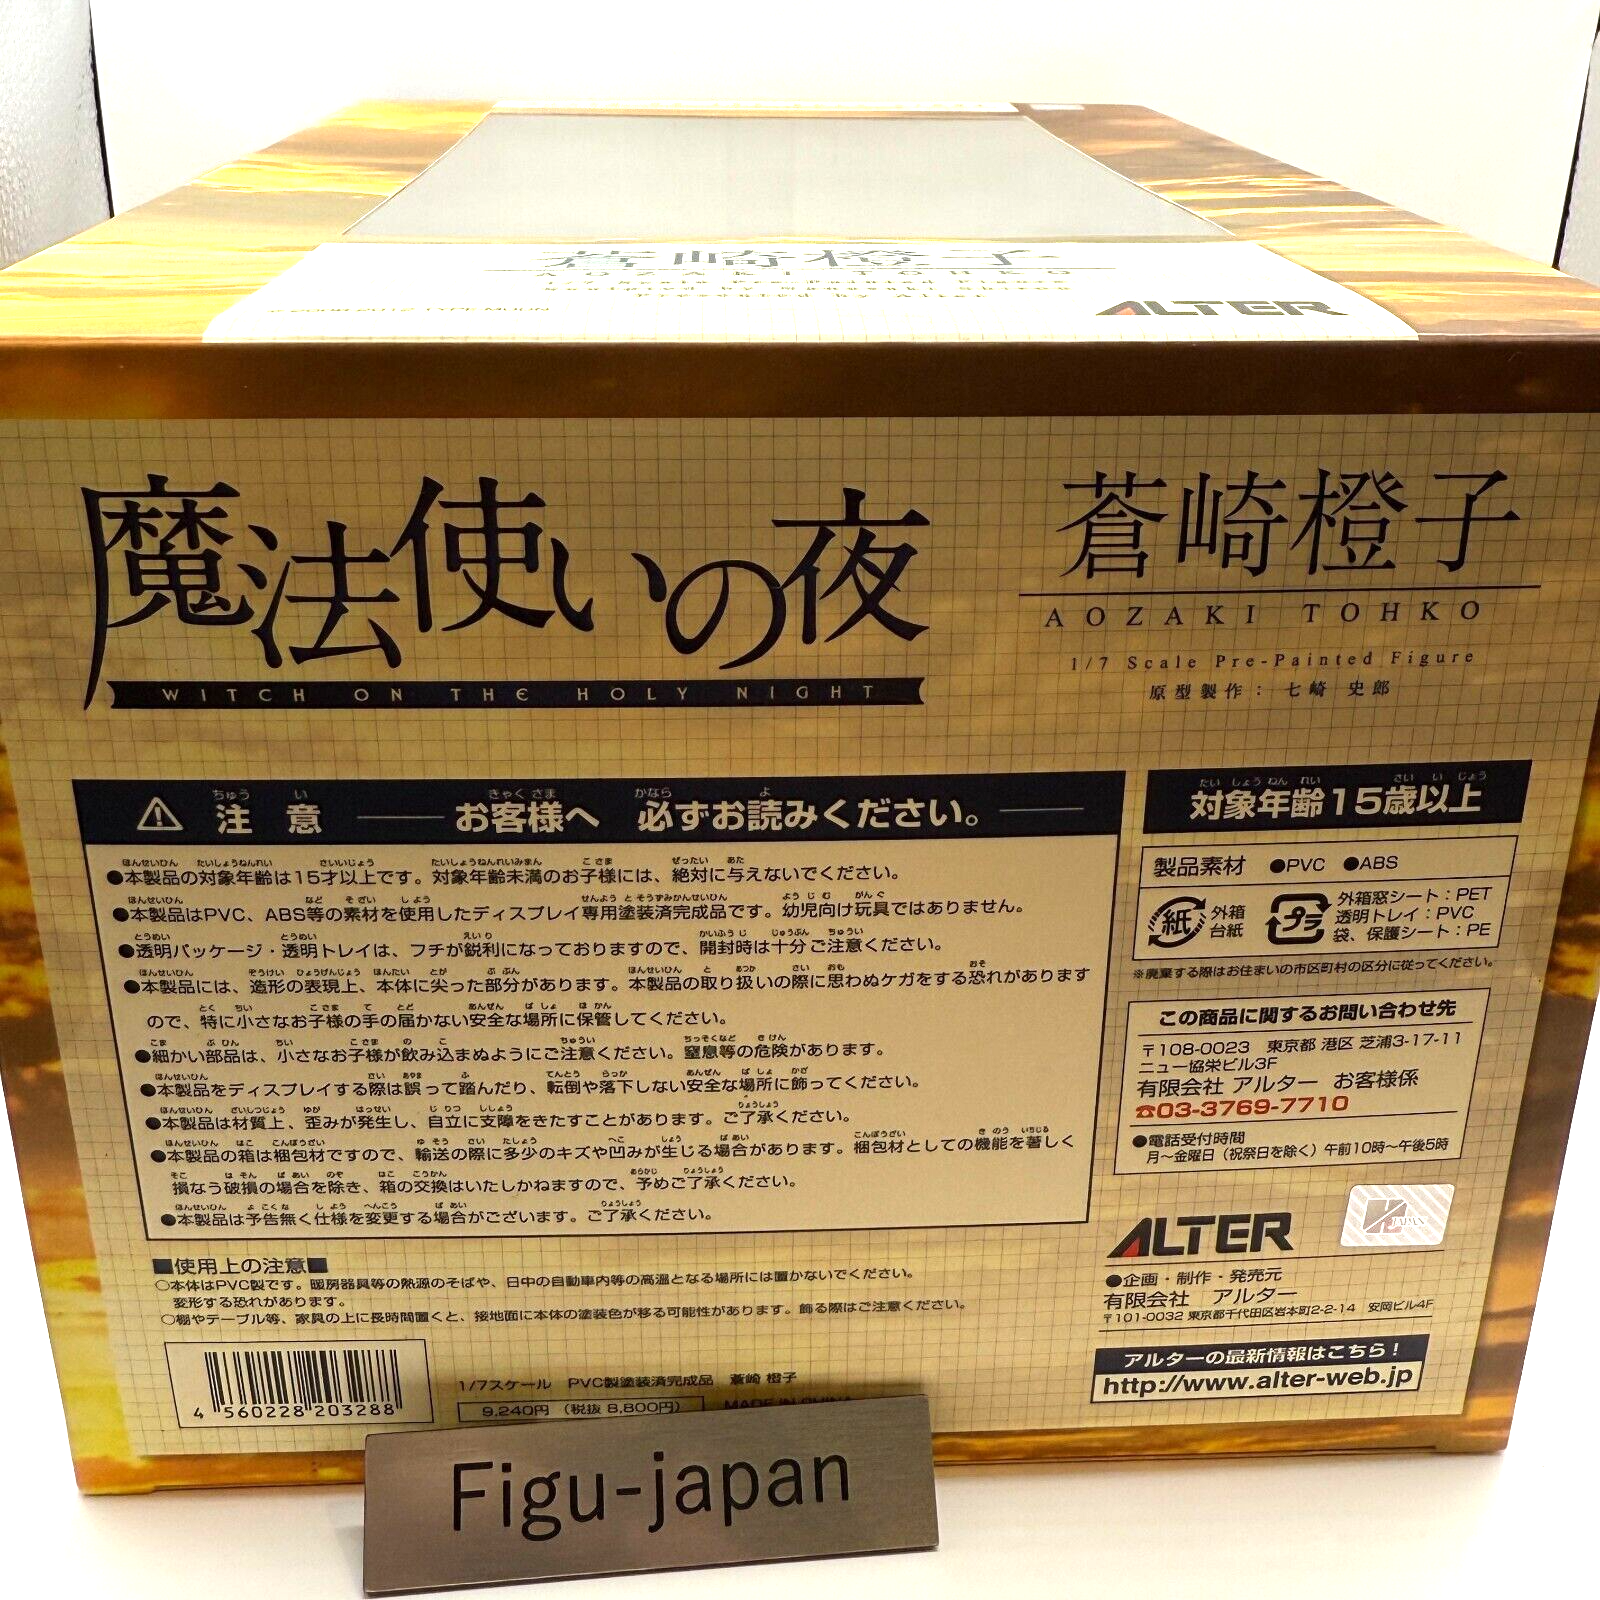 蒼崎橙子
AOZAKI TOHKO
1/7 Scale Pre-Painted Figure
Presented by Alter
ALTER
魔法使いの夜
WITCH ON THE HOLY NIGHT
蒼崎橙子
AOZAKI TOHKO
1/7 Scale Pre-Painted Figure
原型製作：七崎 史郎
注意 お客様へ 必ずお読みください。
●本製品の対象年齢は15才以上です。対象年齢未満のお子様には、絶対に与えないでください。
●本製品はPVC、ABS等の素材を使用したディスプレイ専用塗装済完成品です。幼児向け玩具ではありません。
●透明パッケージ・透明トレイは、フチが鋭利になっておりますので、開封時は十分ご注意ください。
●本製品には、造形の表現上、本体に尖った部分があります。本製品の取り扱いの際に思わぬケガをする恐れがあります
ので、特に小さなお子様の手の届かない安全な場所に保管してください。
●細かい部品は、小さなお子様が飲み込まぬようにご注意ください。窒息等の危険があります。
●本製品をディスプレイする際は誤って踏んだり、転倒や落下しない安全な場所に飾ってください。
●本製品は材質上、歪みが発生し、自立に支障をきたすことがあります。ご了承ください。
●本製品の箱は梱包材ですので、輸送の際に多少のキズや凹みが生じる場合があります。梱包材としての機能を著しく
損なう破損の場合を除き、箱の交換はいたしかねますので、予めご了承ください。
●本製品は予告無く仕様を変更する場合がございます。ご了承ください。
■使用上の注意■
○本体はPVC製です。暖房器具等の熱源のそばや、日中の自動車内等の高温となる場所には置かないでください。
変形する恐れがあります。
○棚やテーブル等、家具の上に長時間置くと、接地面に本体の塗装色が移る可能性があります。飾る際はご注意ください。
4 560228 203288
1/7スケール PVC製塗装済完成品 蒼崎 橙子
9,240円 （税抜 8,800円） MADE IN CHINA
対象年齢15歳以上
製品素材 ●PVC ●ABS
紙 外箱 台紙
プラ 外箱窓シート：PET
透明トレイ：PVC
袋、保護シート：PE
※廃棄する際はお住まいの市区町村の区分に従ってください。
この商品に関するお問い合わせ先
〒108-0023 東京都 港区 芝浦3-17-11
ニュー協栄ビル3F
有限会社 アルター お客様係
☎03-3769-7710
●電話受付時間
月～金曜日（祝祭日を除く）午前10時～午後5時
ALTER
JAPAN
●企画・制作・発売元
有限会社 アルター
〒101-0032 東京都千代田区岩本町2-2-14 安岡ビル4F
アルターの最新情報はこちら！
http://www.alter-web.jp
Figu-japan